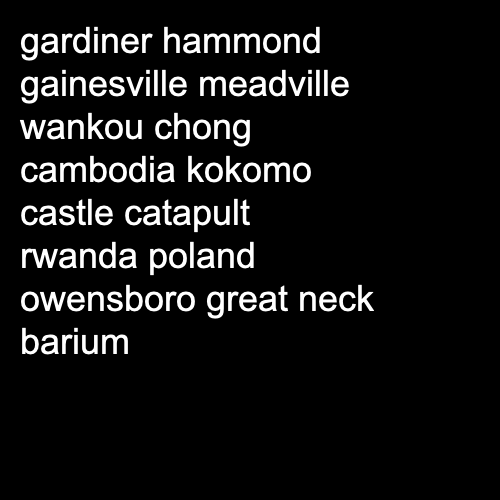 gardiner hammond
gainesville meadville
wankou chong
cambodia kokomo
castle catapult
rwanda poland
owensboro great neck
barium